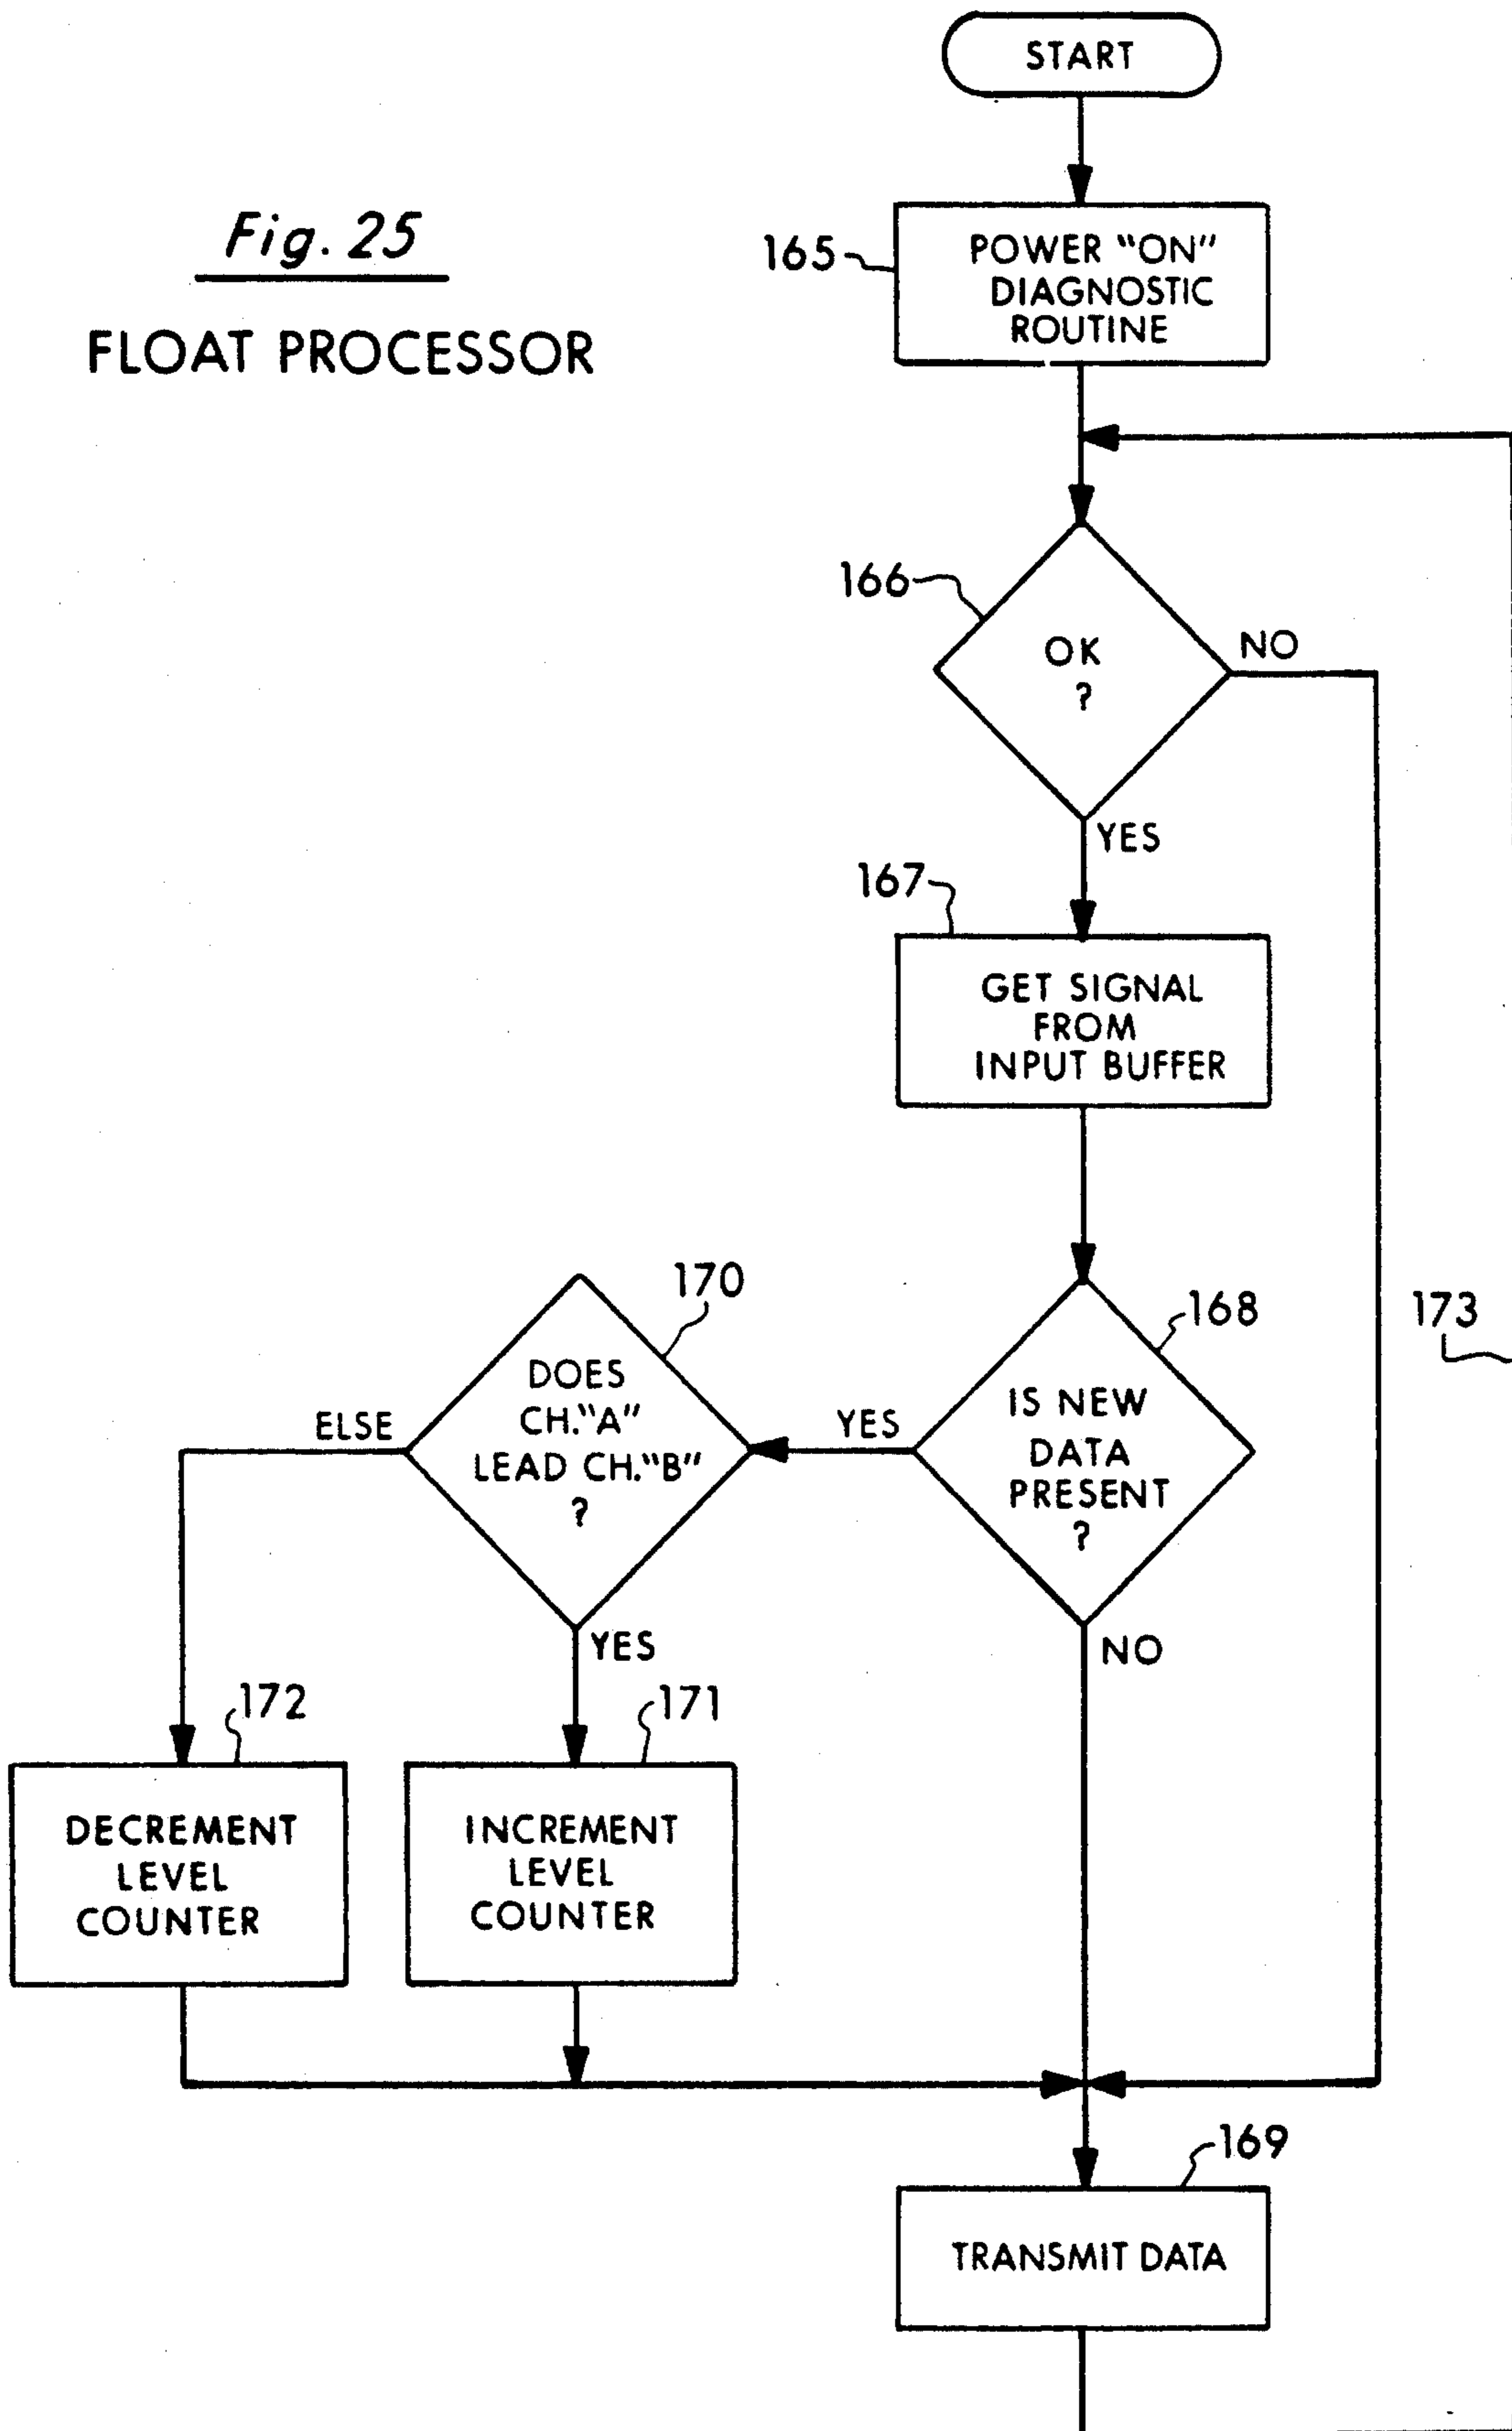 START
Fig. 25
FLOAT PROCESSOR
165
POWER "ON"
DIAGNOSTIC
ROUTINE
166
OK
?
NO
YES
167
GET SIGNAL
FROM
INPUT BUFFER
170
168
173
DOES
CH."A"
LEAD CH."B"
?
ELSE
YES
IS NEW
DATA
PRESENT
?
YES
NO
172
171
DECREMENT
LEVEL
COUNTER
INCREMENT
LEVEL
COUNTER
169
TRANSMIT DATA